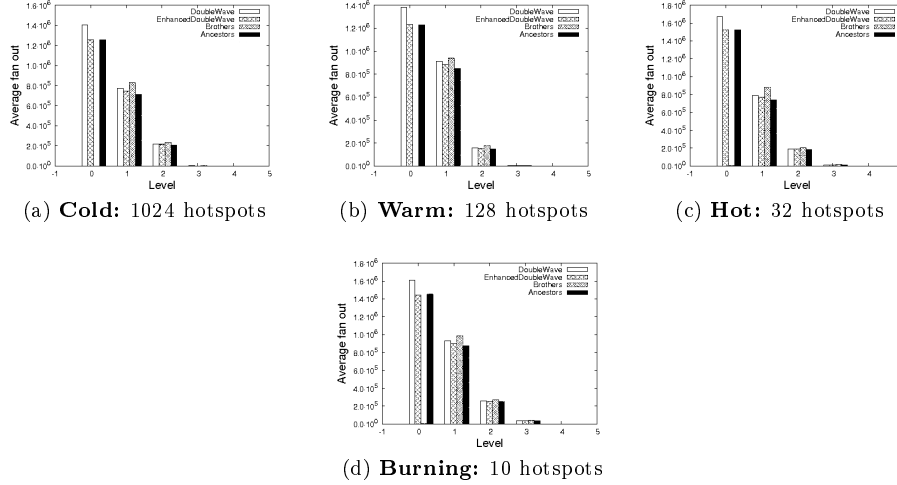 DoubleWave
EnhancedDoubleWave
Brothers
Ancestors
1.6·10⁶
1.4·10⁶
1.2·10⁶
1.0·10⁶
8.0·10⁵
6.0·10⁵
4.0·10⁵
2.0·10⁵
0.0·10⁰
Average fan out
-1 0 1 2 3 4 5
Level
(a) Cold: 1024 hotspots
DoubleWave
EnhancedDoubleWave
Brothers
Ancestors
1.4·10⁶
1.2·10⁶
1.0·10⁶
8.0·10⁵
6.0·10⁵
4.0·10⁵
2.0·10⁵
0.0·10⁰
Average fan out
-1 0 1 2 3 4 5
Level
(b) Warm: 128 hotspots
DoubleWave
EnhancedDoubleWave
Brothers
Ancestors
1.8·10⁶
1.6·10⁶
1.4·10⁶
1.2·10⁶
1.0·10⁶
8.0·10⁵
6.0·10⁵
4.0·10⁵
2.0·10⁵
0.0·10⁰
Average fan out
-1 0 1 2 3 4
Level
(c) Hot: 32 hotspots
DoubleWave
EnhancedDoubleWave
Brothers
Ancestors
1.8·10⁶
1.6·10⁶
1.4·10⁶
1.2·10⁶
1.0·10⁶
8.0·10⁵
6.0·10⁵
4.0·10⁵
2.0·10⁵
0.0·10⁰
Average fan out
-1 0 1 2 3 4 5
Level
(d) Burning: 10 hotspots